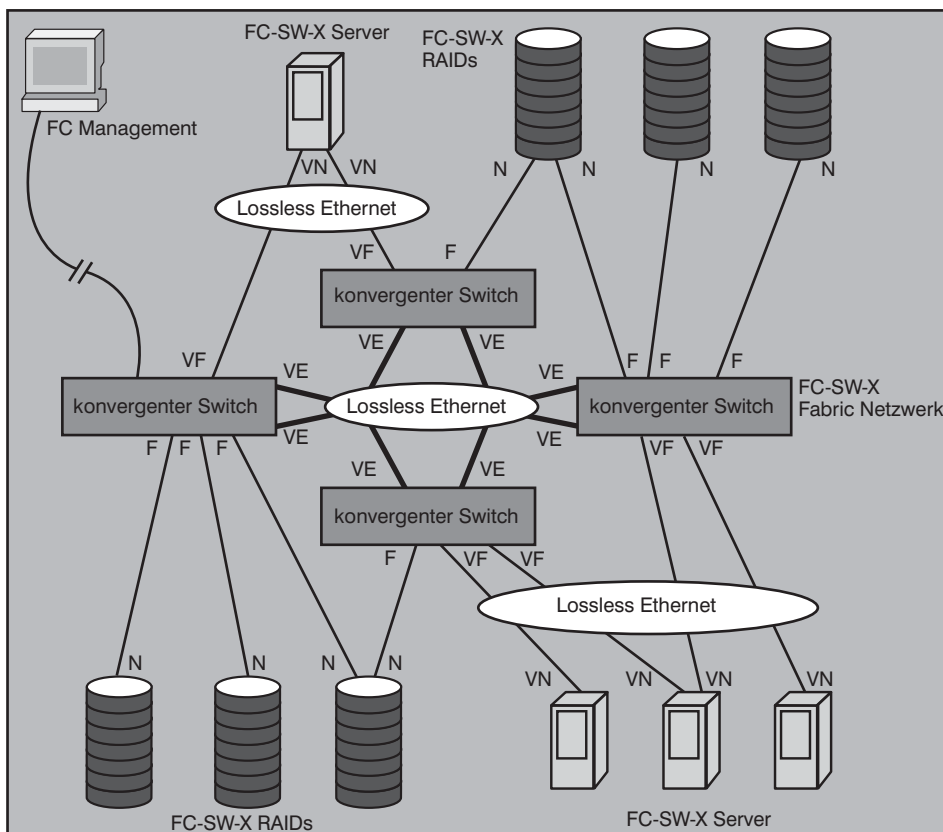 FC-SW-X Server
FC-SW-X
RAIDs
FC Management
VN VN
N N N N
Lossless Ethernet
VF F
konvergenter Switch
VE VE
VF
VE
VE
F F F
konvergenter Switch
Lossless Ethernet
konvergenter Switch
FC-SW-X
Fabric Netzwerk
VE
VE
F F F
VF VF
VE VE
konvergenter Switch
F VF VF
Lossless Ethernet
N N N N
VN VN VN VN
FC-SW-X RAIDs
FC-SW-X Server